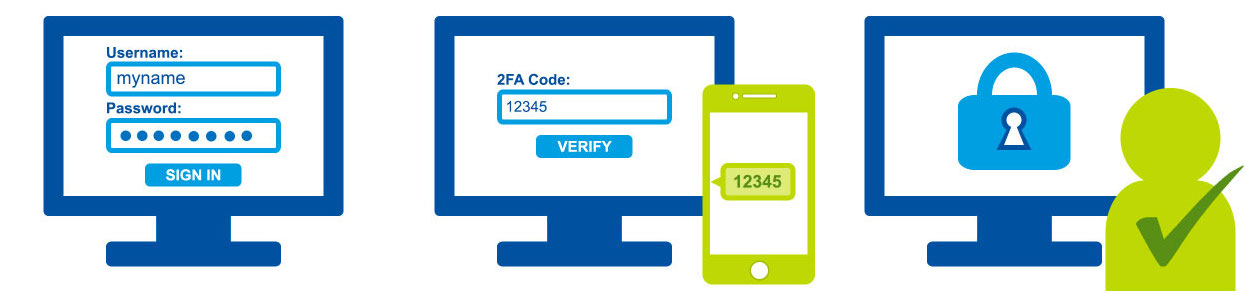 Username:
myname
Password:
SIGN IN
2FA Code:
12345
VERIFY
12345